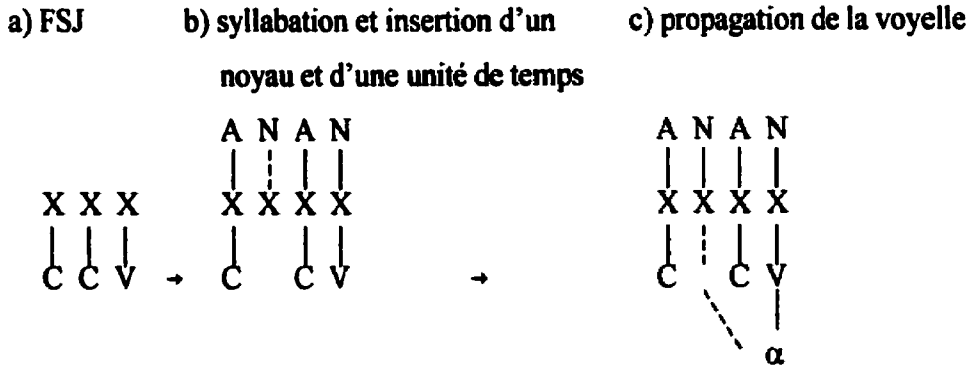 a) FSJ b) syllabation et insertion d'un c) propagation de la voyelle
noyau et d'une unité de temps
A N A N A N A N
X X X X X X X X X X X
C C V → C C V → C C V
α